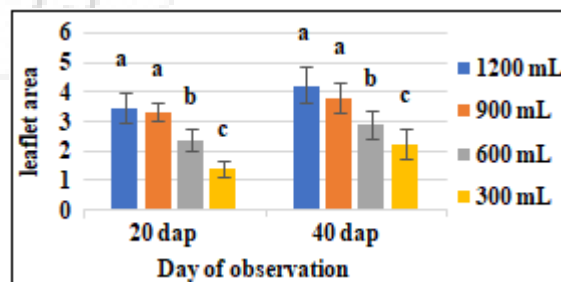 6
5
4
3
2
1
0
leaflet area
a a b c
a a b c
20 dap 40 dap
Day of observation
1200 mL
900 mL
600 mL
300 mL